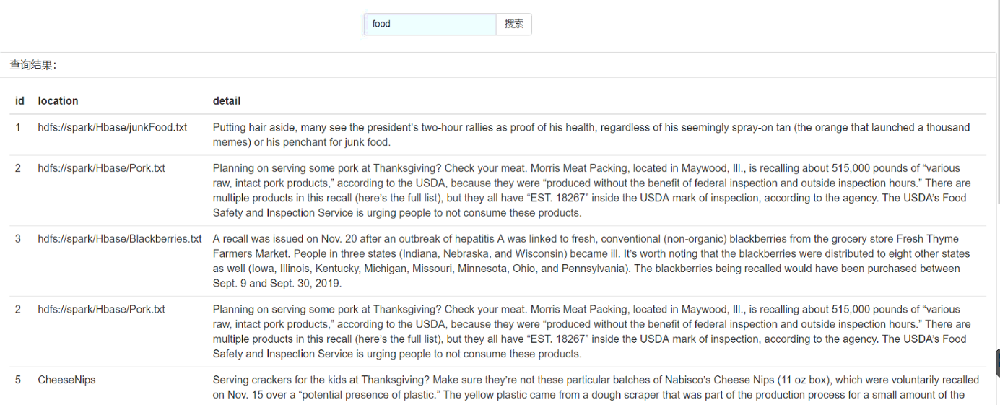 food 搜索
查询结果：
id location detail
1 hdfs://spark/Hbase/junkFood.txt Putting hair aside, many see the president’s two-hour rallies as proof of his health, regardless of his seemingly spray-on tan (the orange that launched a thousand
memes) or his penchant for junk food.
2 hdfs://spark/Hbase/Pork.txt Planning on serving some pork at Thanksgiving? Check your meat. Morris Meat Packing, located in Maywood, Ill., is recalling about 515,000 pounds of “various
raw, intact pork products,” according to the USDA, because they were “produced without the benefit of federal inspection and outside inspection hours.” There are
multiple products in this recall (here’s the full list), but they all have “EST. 18267” inside the USDA mark of inspection, according to the agency. The USDA’s Food
Safety and Inspection Service is urging people to not consume these products.
3 hdfs://spark/Hbase/Blackberries.txt A recall was issued on Nov. 20 after an outbreak of hepatitis A was linked to fresh, conventional (non-organic) blackberries from the grocery store Fresh Thyme
Farmers Market. People in three states (Indiana, Nebraska, and Wisconsin) became ill. It’s worth noting that the blackberries were distributed to eight other states
as well (Iowa, Illinois, Kentucky, Michigan, Missouri, Minnesota, Ohio, and Pennsylvania). The blackberries being recalled would have been purchased between
Sept. 9 and Sept. 30, 2019.
2 hdfs://spark/Hbase/Pork.txt Planning on serving some pork at Thanksgiving? Check your meat. Morris Meat Packing, located in Maywood, Ill., is recalling about 515,000 pounds of “various
raw, intact pork products,” according to the USDA, because they were “produced without the benefit of federal inspection and outside inspection hours.” There are
multiple products in this recall (here’s the full list), but they all have “EST. 18267” inside the USDA mark of inspection, according to the agency. The USDA’s Food
Safety and Inspection Service is urging people to not consume these products.
5 CheeseNips Serving crackers for the kids at Thanksgiving? Make sure they’re not these particular batches of Nabisco’s Cheese Nips (11 oz box), which were voluntarily recalled
on Nov. 15 over a “potential presence of plastic.” The yellow plastic came from a dough scraper that was part of the production process for a small amount of the